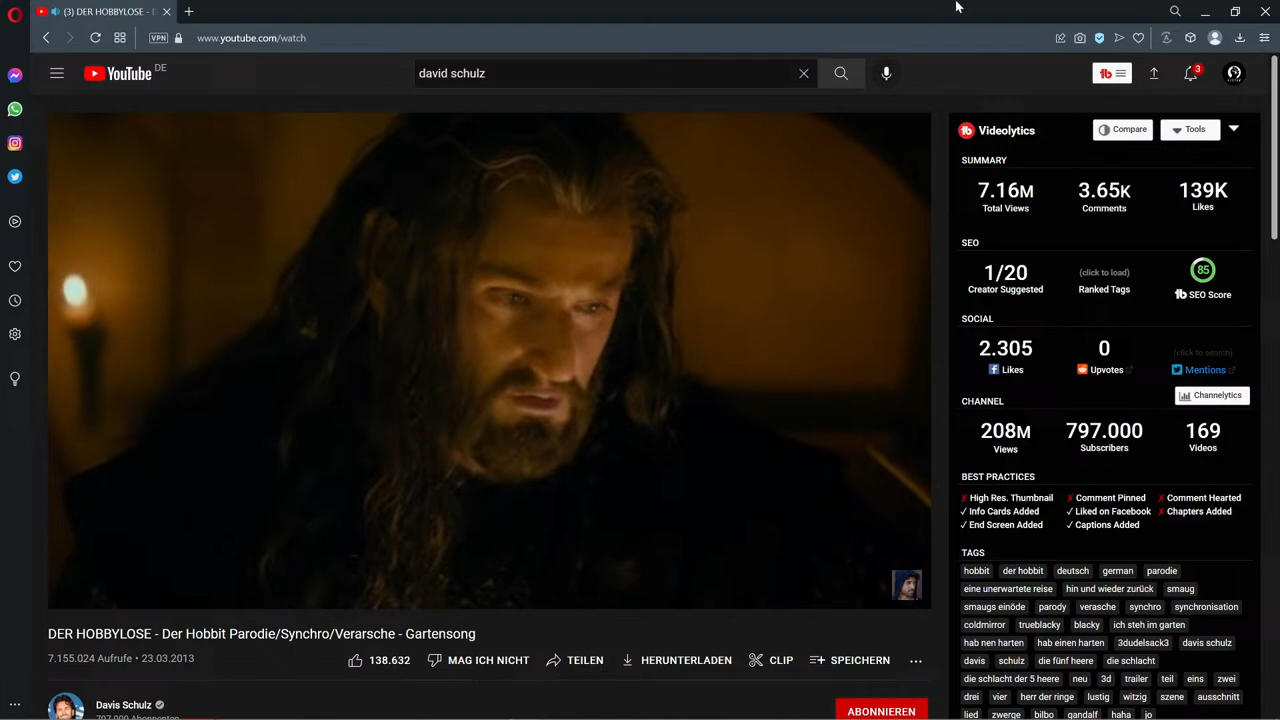 (3) DER HOBBYLOSE - D
VPN
www.youtube.com/watch
YouTube DE
david schulz
3
DER HOBBYLOSE - Der Hobbit Parodie/Synchro/Verarsche - Gartensong
7.155.024 Aufrufe • 23.03.2013
138.632 MAG ICH NICHT TEILEN HERUNTERLADEN CLIP SPEICHERN
Davis Schulz
797.000 Abonnenten
ABONNIEREN
Videolytics Compare Tools
SUMMARY
7.16M 3.65K 139K
Total Views Comments Likes
SEO
1/20 (click to load) 85
Creator Suggested Ranked Tags SEO Score
SOCIAL
2.305 0 (click to search)
Likes Upvotes Mentions
Channelytics
CHANNEL
208M 797.000 169
Views Subscribers Videos
BEST PRACTICES
✗ High Res. Thumbnail ✗ Comment Pinned ✗ Comment Hearted
✓ Info Cards Added ✓ Liked on Facebook ✗ Chapters Added
✓ End Screen Added ✓ Captions Added
TAGS
hobbit der hobbit deutsch german parodie
eine unerwartete reise hin und wieder zurück smaug
smaugs einöde parody verasche synchro synchronisation
coldmirror trueblacky blacky ich steh im garten
hab nen harten hab einen harten 3dudelsack3 davis schulz
davis schulz die fünf heere die schlacht
die schlacht der 5 heere neu 3d trailer teil eins zwei
drei vier herr der ringe lustig witzig szene ausschnitt
lied zwerge bilbo gandalf haha jo